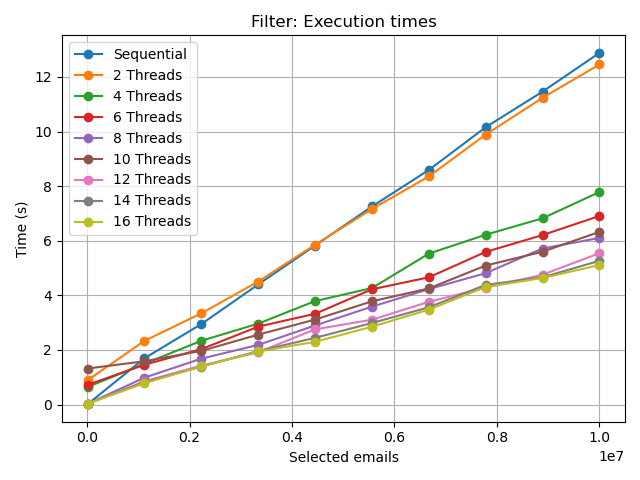 Filter: Execution times
Sequential
2 Threads
4 Threads
6 Threads
8 Threads
10 Threads
12 Threads
14 Threads
16 Threads
Time (s)
12
10
8
6
4
2
0
0.0 0.2 0.4 0.6 0.8 1.0
1e7
Selected emails